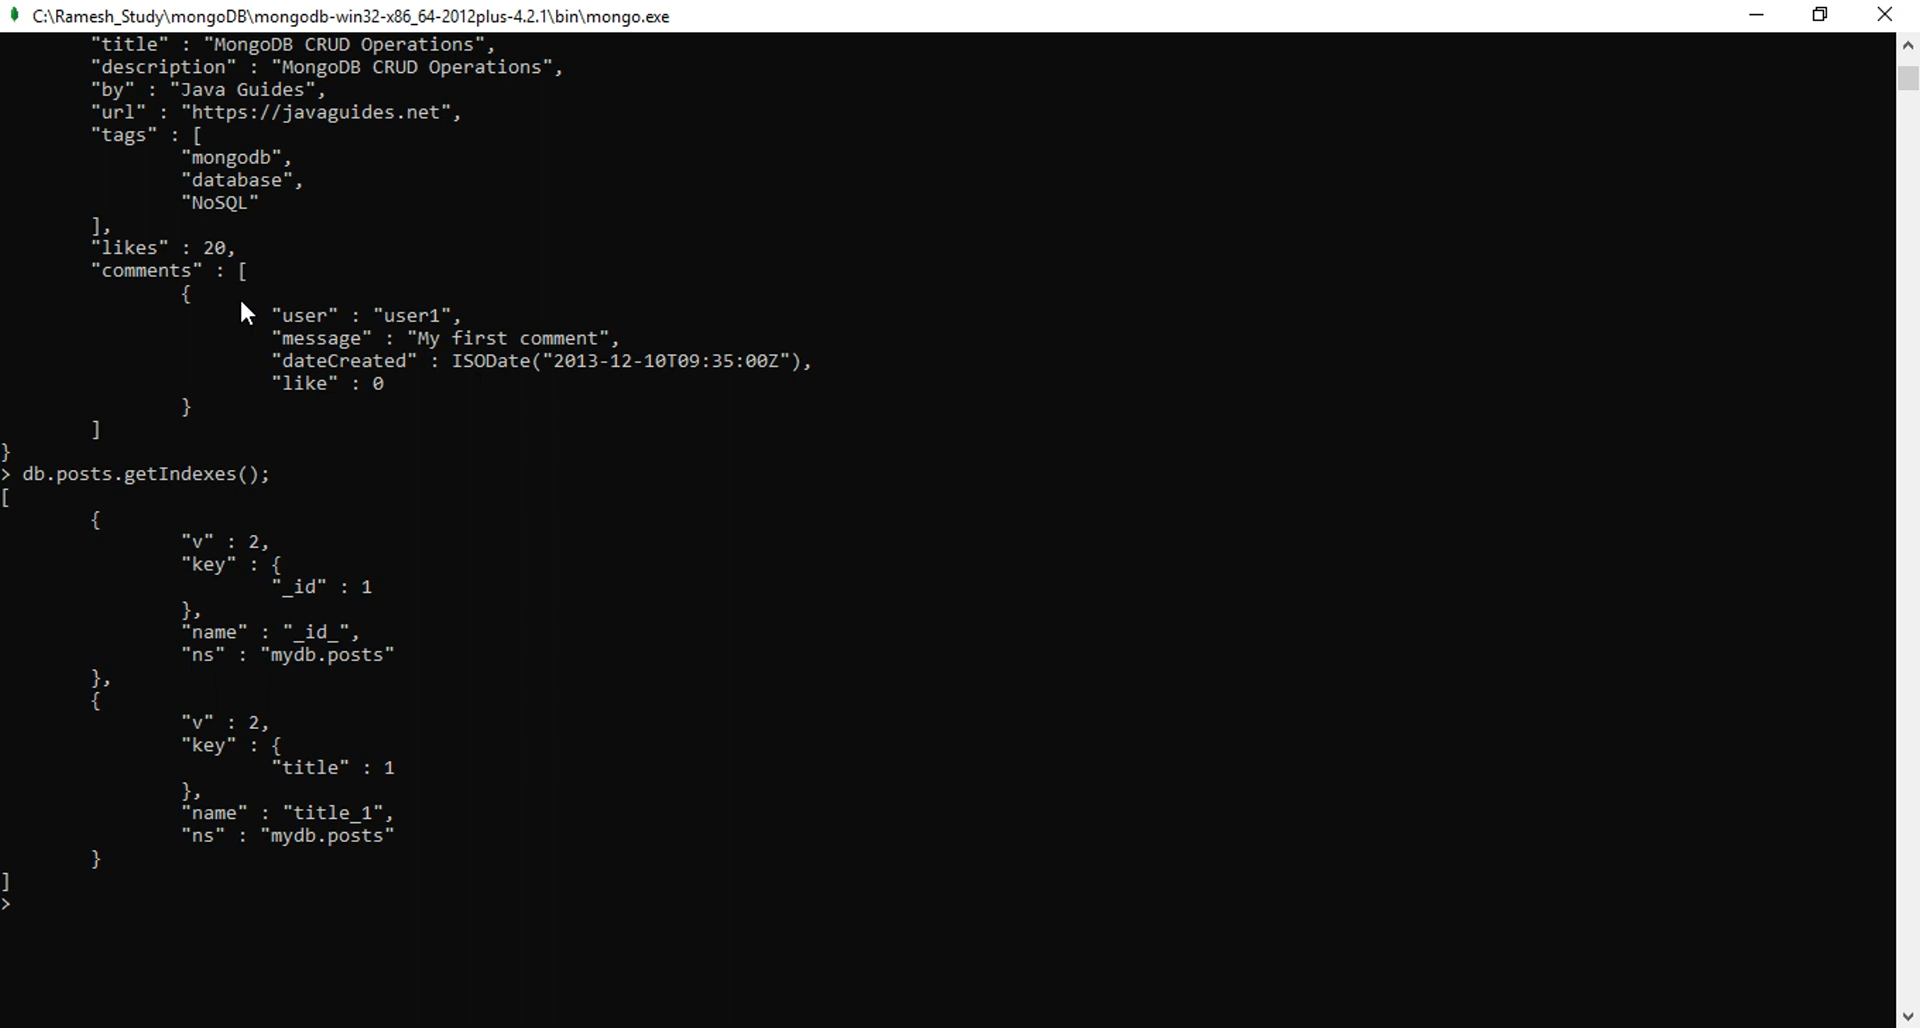 C:\Ramesh_Study\mongoDB\mongodb-win32-x86_64-2012plus-4.2.1\bin\mongo.exe
"title" : "MongoDB CRUD Operations",
"description" : "MongoDB CRUD Operations",
"by" : "Java Guides",
"url" : "https://javaguides.net",
"tags" : [
"mongodb",
"database",
"NoSQL"
],
"likes" : 20,
"comments" : [
{
"user" : "user1",
"message" : "My first comment",
"dateCreated" : ISODate("2013-12-10T09:35:00Z"),
"like" : 0
}
]
}
> db.posts.getIndexes();
[
{
"v" : 2,
"key" : {
"_id" : 1
},
"name" : "_id_",
"ns" : "mydb.posts"
},
{
"v" : 2,
"key" : {
"title" : 1
},
"name" : "title_1",
"ns" : "mydb.posts"
}
]
>